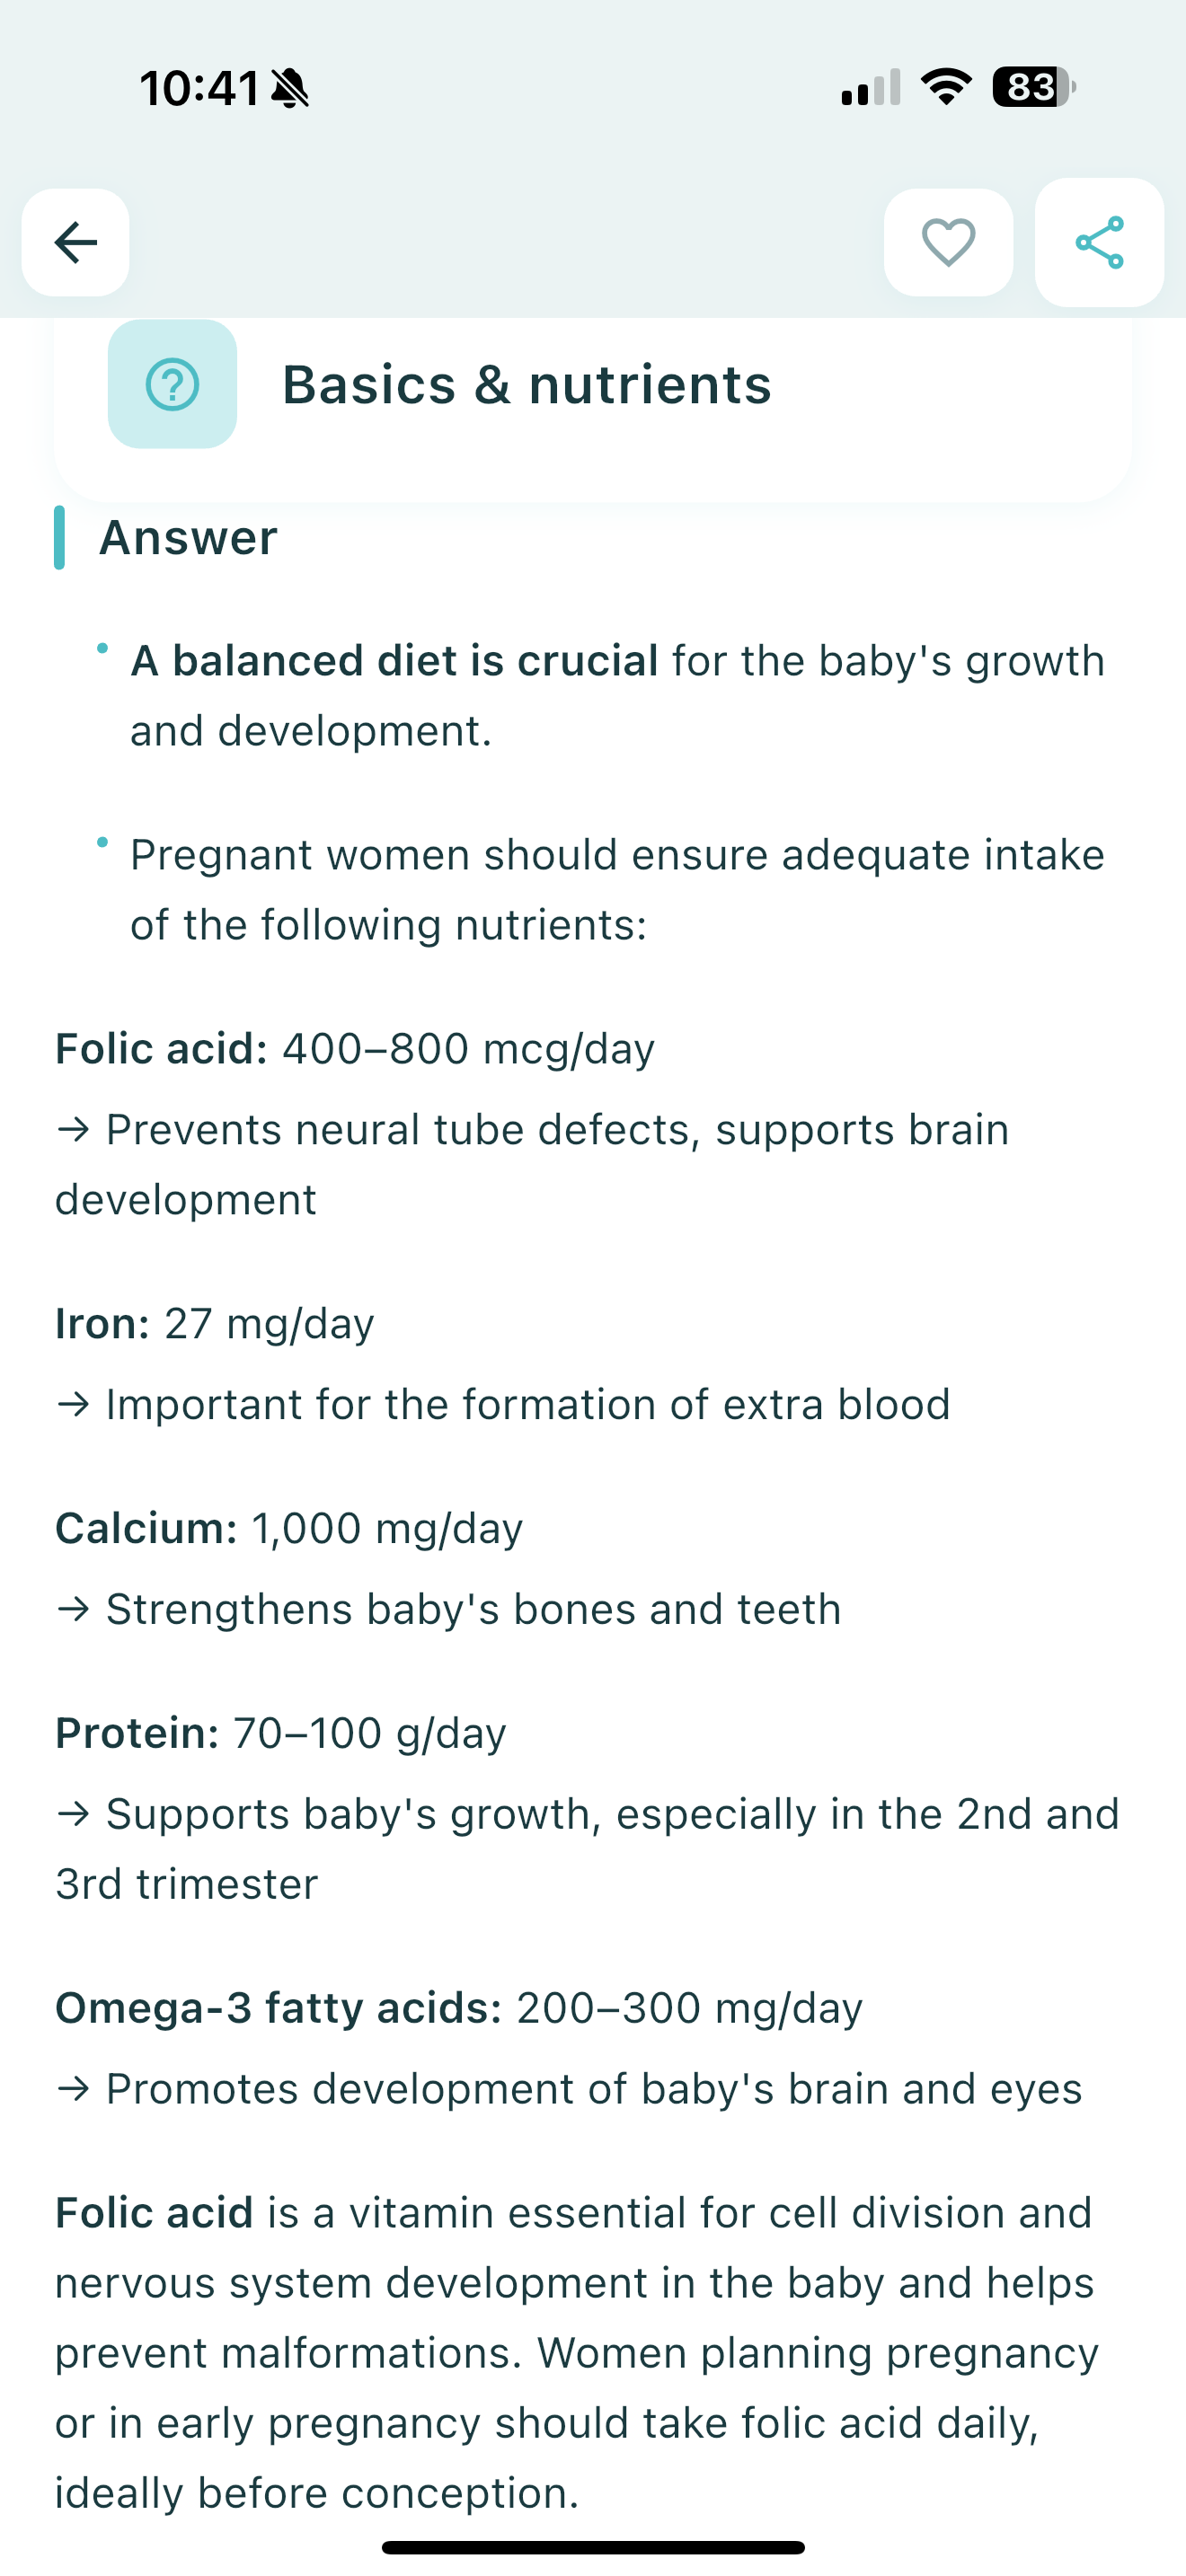 10:41
83
Basics & nutrients
Answer
• A balanced diet is crucial for the baby's growth
and development.
• Pregnant women should ensure adequate intake
of the following nutrients:
Folic acid: 400–800 mcg/day
→ Prevents neural tube defects, supports brain
development
Iron: 27 mg/day
→ Important for the formation of extra blood
Calcium: 1,000 mg/day
→ Strengthens baby's bones and teeth
Protein: 70–100 g/day
→ Supports baby's growth, especially in the 2nd and
3rd trimester
Omega-3 fatty acids: 200–300 mg/day
→ Promotes development of baby's brain and eyes
Folic acid is a vitamin essential for cell division and
nervous system development in the baby and helps
prevent malformations. Women planning pregnancy
or in early pregnancy should take folic acid daily,
ideally before conception.